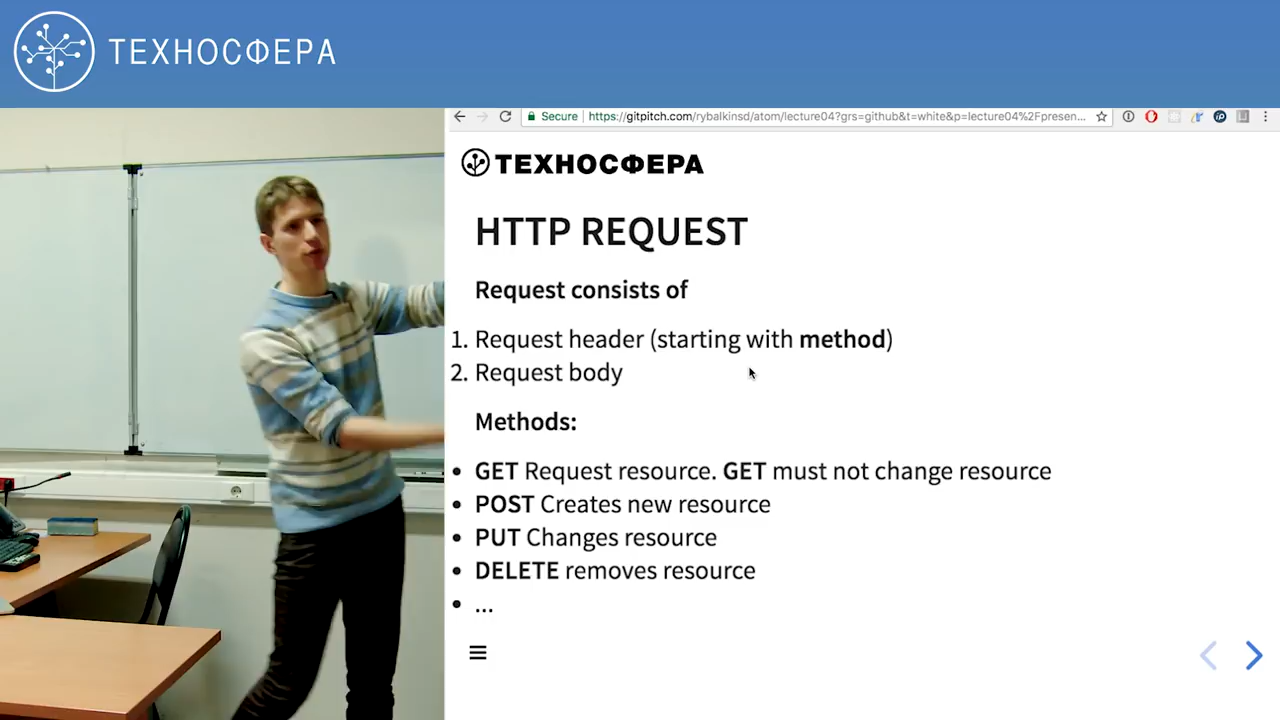 ТЕХНОСФЕРА
Secure
https://gitpitch.com/rybalkinsd/atom/lecture04?grs=github&t=white&p=lecture04%2Fpresen...
ТЕХНОСФЕРА
HTTP REQUEST
Request consists of
1. Request header (starting with method)
2. Request body
Methods:
• GET Request resource. GET must not change resource
• POST Creates new resource
• PUT Changes resource
• DELETE removes resource
• ...